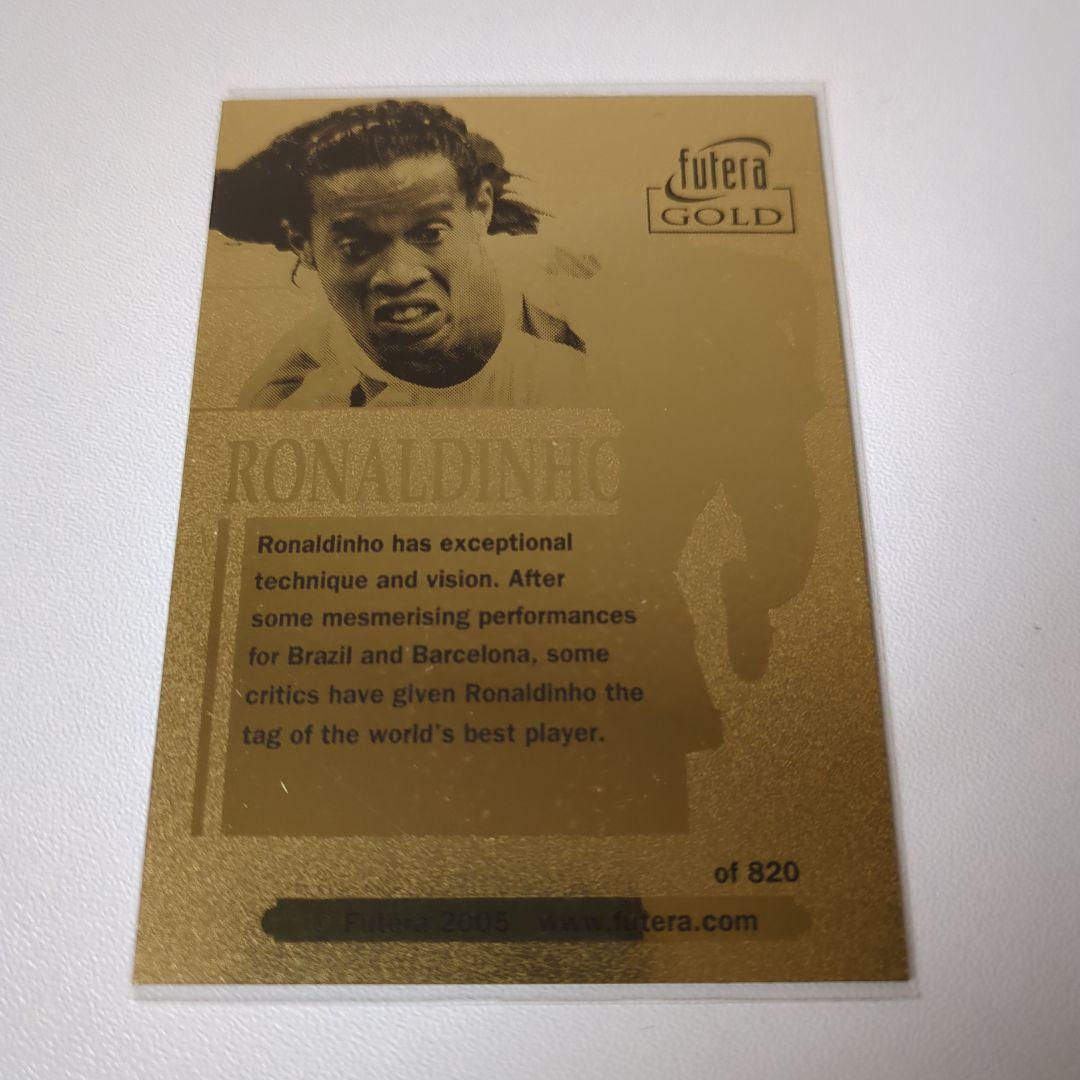 futera
GOLD
RONALDINHO
Ronaldinho has exceptional
technique and vision. After
some mesmerising performances
for Brazil and Barcelona, some
critics have given Ronaldinho the
tag of the world's best player.
of 820
© Futera 2005 www.futera.com